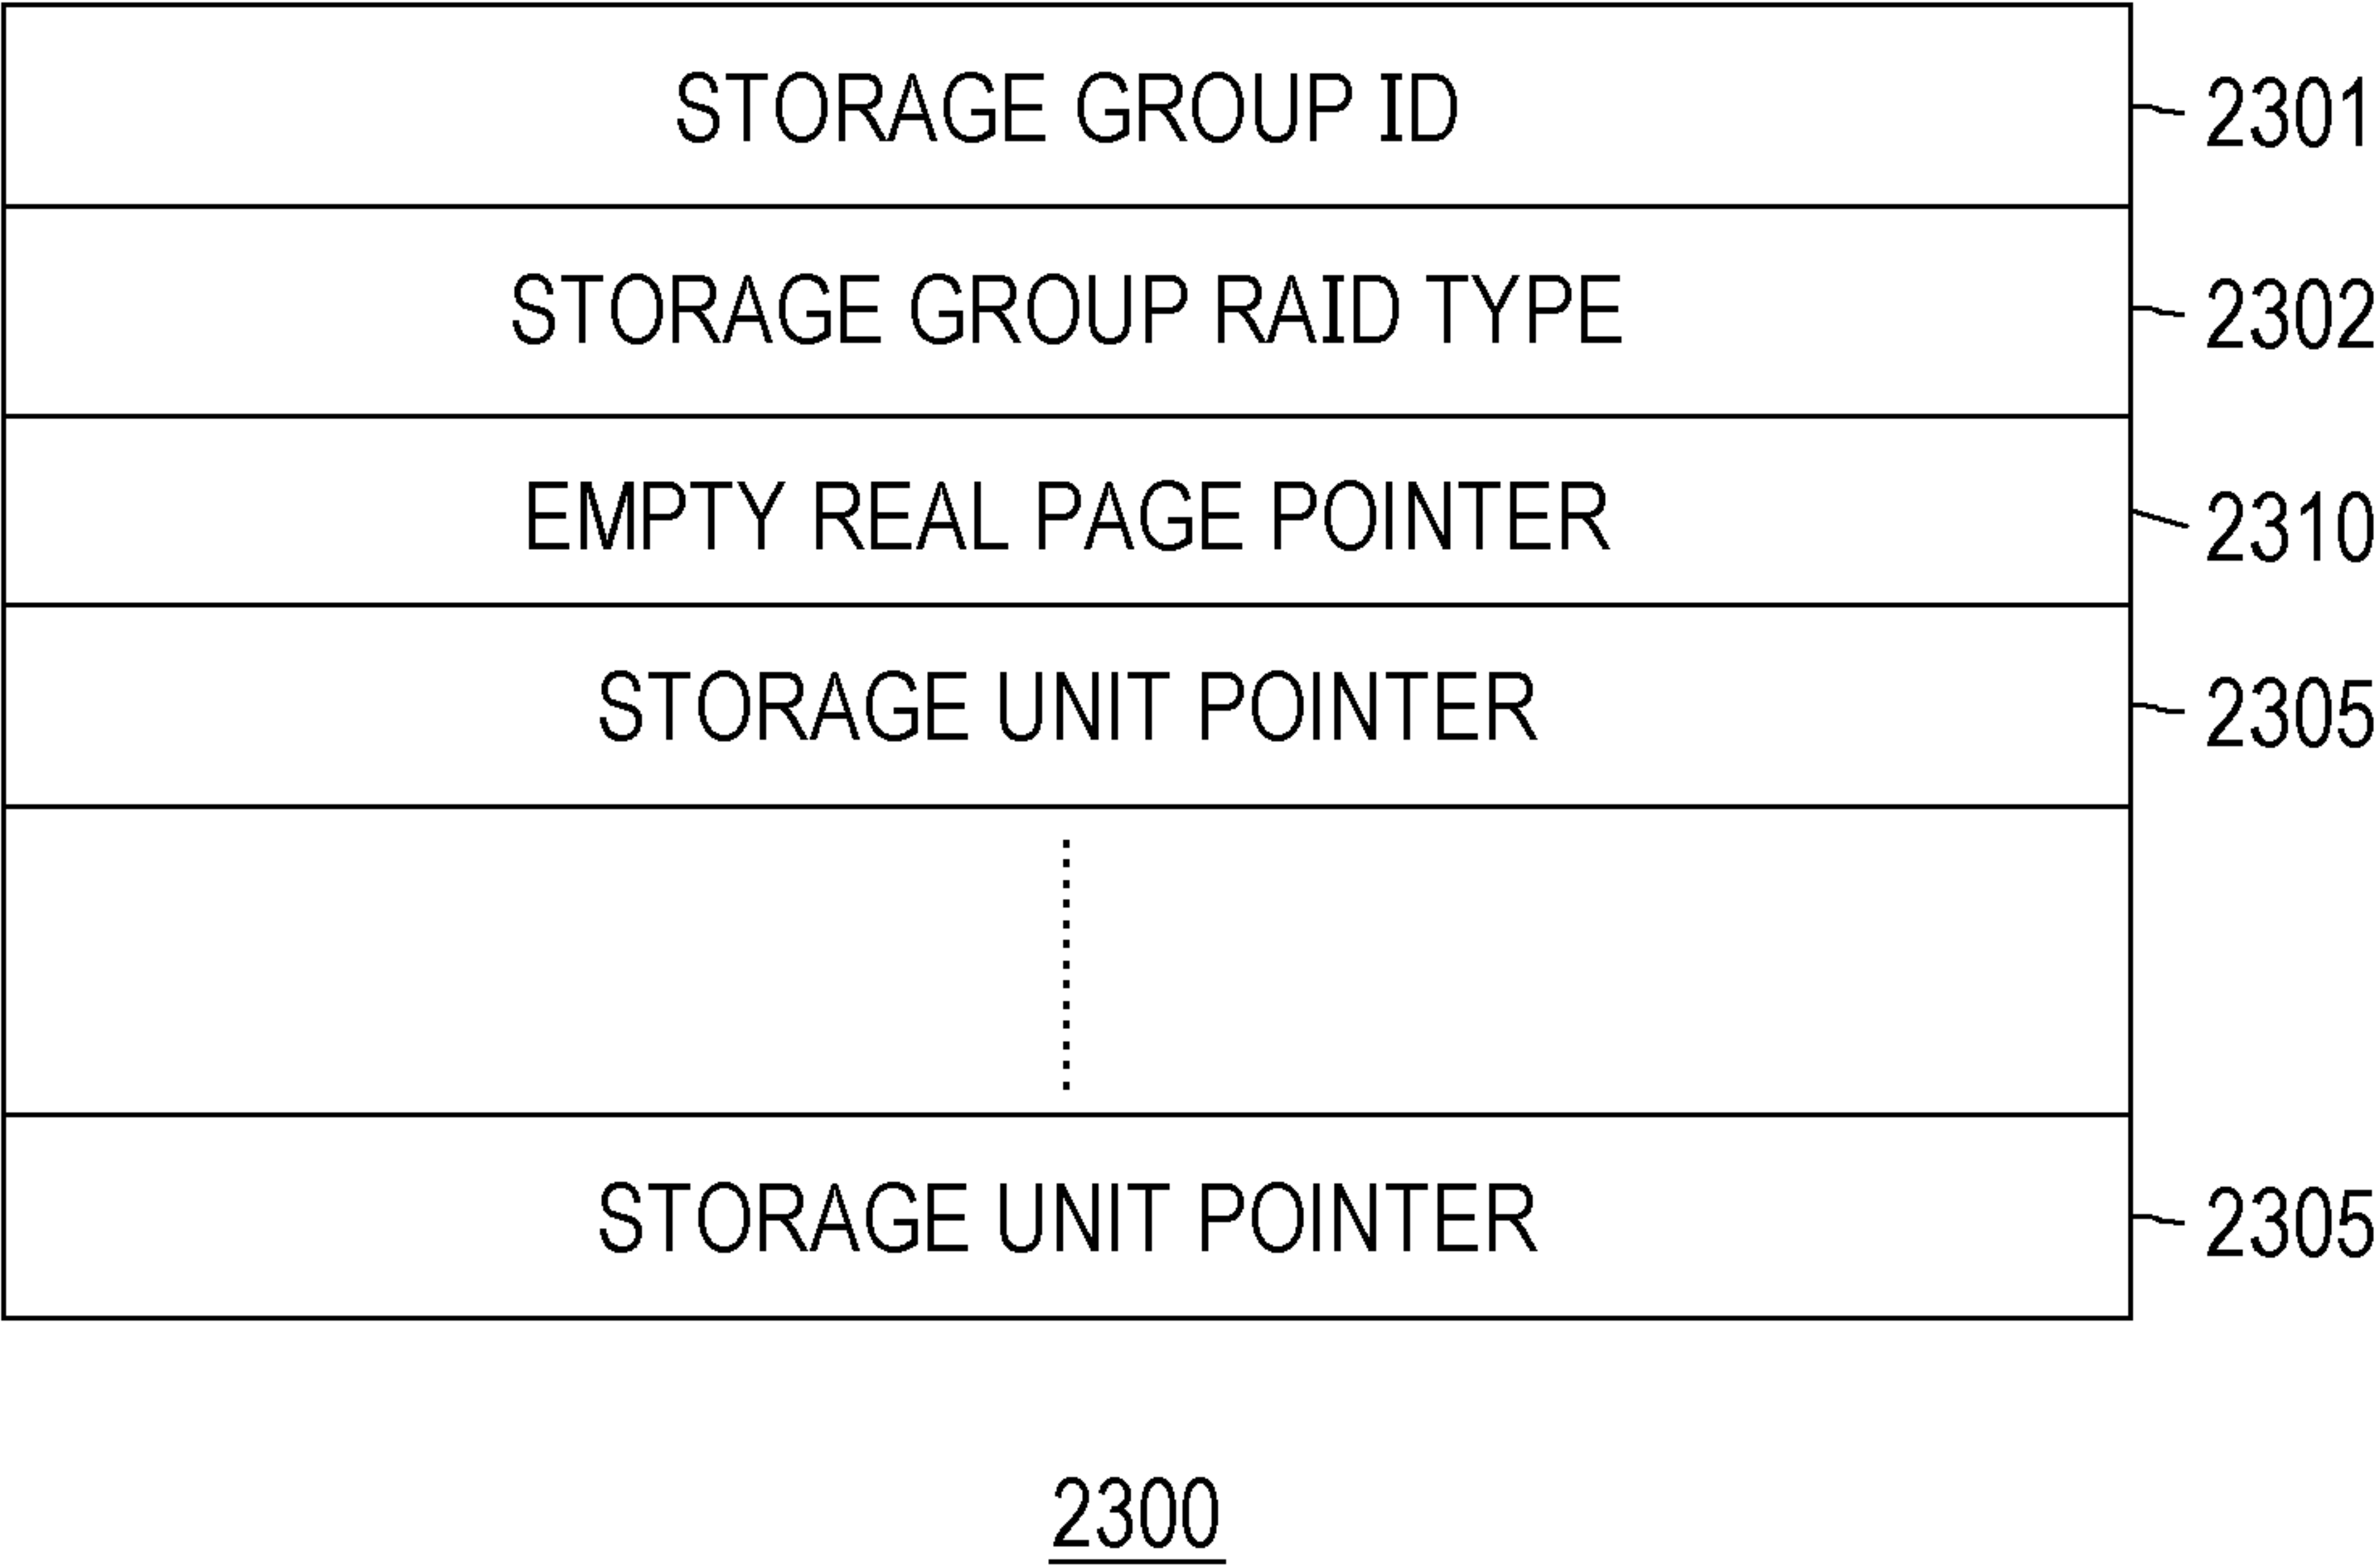 STORAGE GROUP ID 2301
STORAGE GROUP RAID TYPE 2302
EMPTY REAL PAGE POINTER 2310
STORAGE UNIT POINTER 2305
STORAGE UNIT POINTER 2305
2300